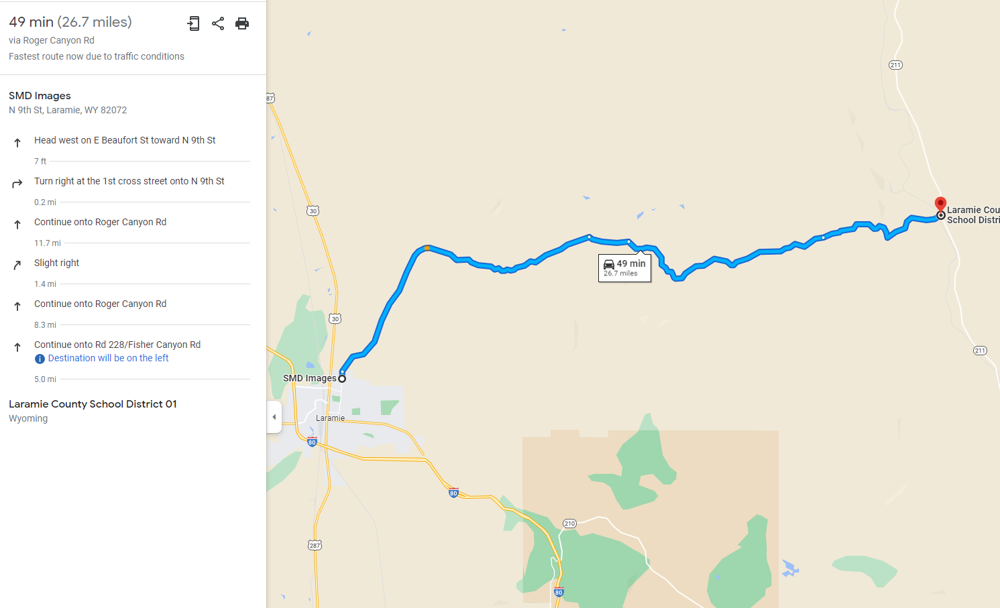 49 min (26.7 miles)
via Roger Canyon Rd
Fastest route now due to traffic conditions
SMD Images
N 9th St, Laramie, WY 82072
Head west on E Beaufort St toward N 9th St
7 ft
Turn right at the 1st cross street onto N 9th St
0.2 mi
Continue onto Roger Canyon Rd
11.7 mi
Slight right
1.4 mi
Continue onto Roger Canyon Rd
8.3 mi
Continue onto Rd 228/Fisher Canyon Rd
Destination will be on the left
5.0 mi
Laramie County School District 01
Wyoming
211
87
30
Laramie Cou
School Distri
49 min
26.7 miles
30
211
SMD Images
Laramie
80
80
210
287
80